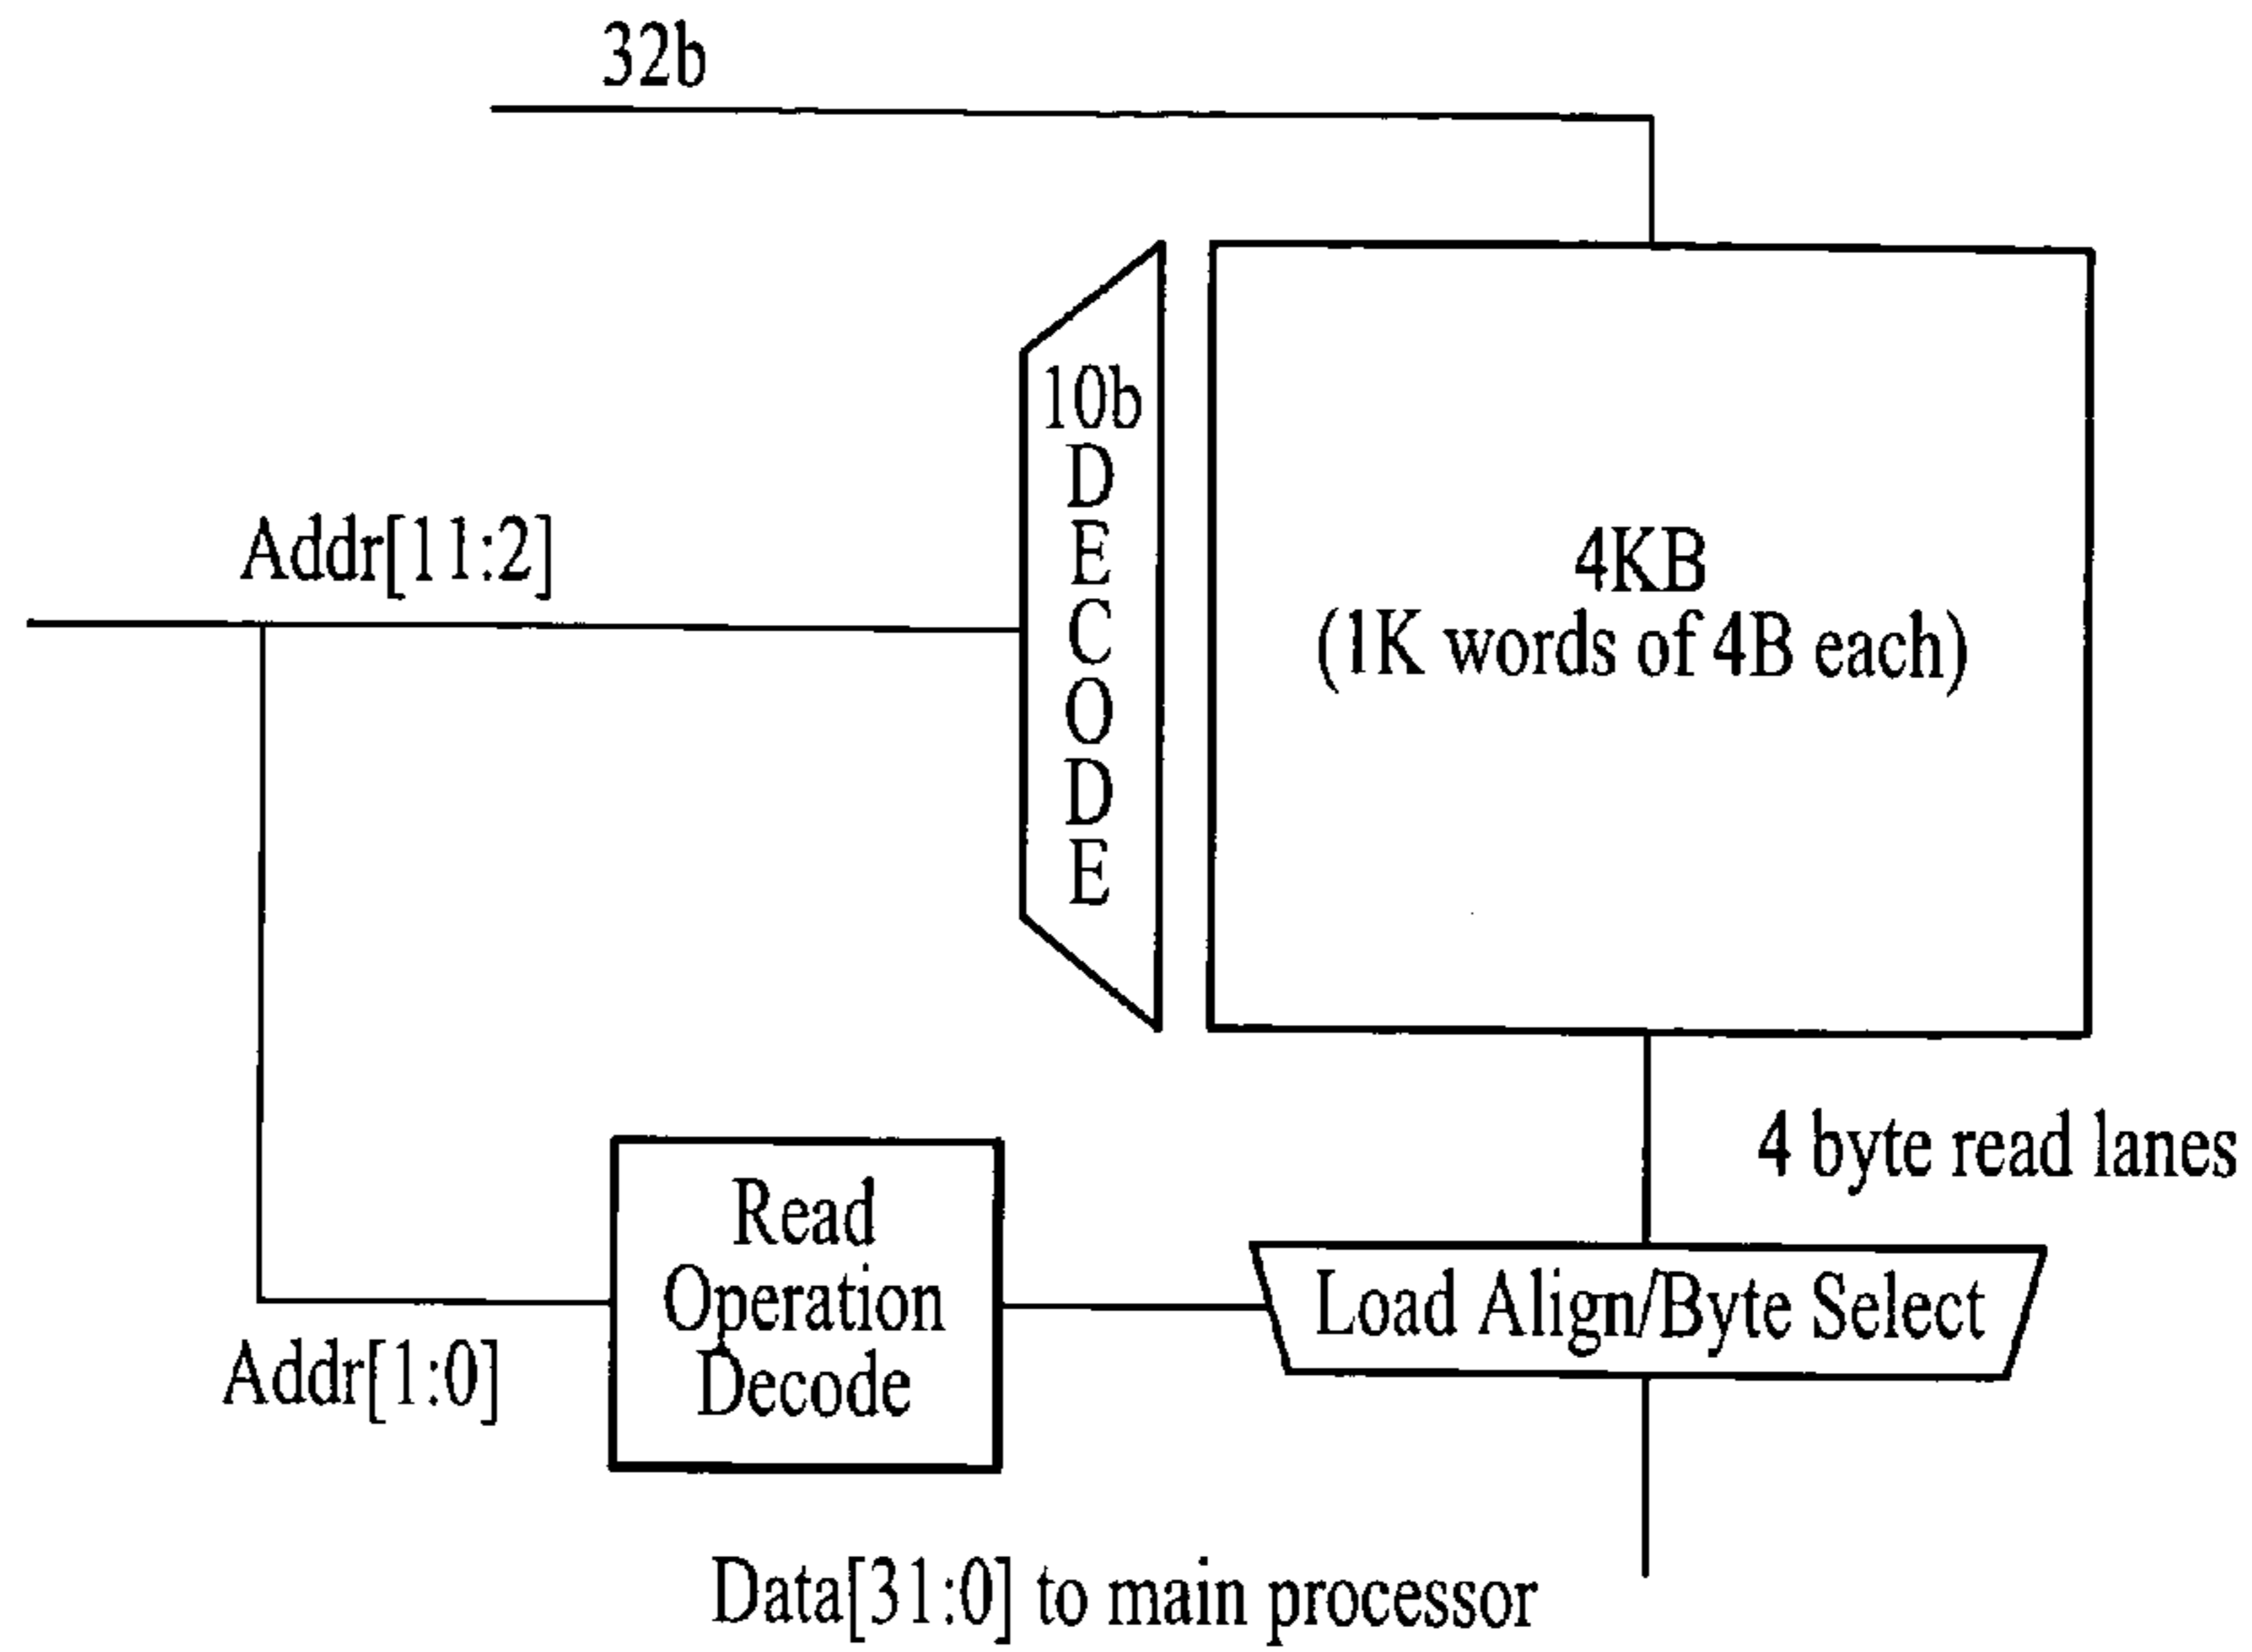 32b
10b
D
E
C
O
D
E
Addr[11:2]
4KB
(1K words of 4B each)
4 byte read lanes
Read
Operation
Decode
Load Align/Byte Select
Addr[1:0]
Data[31:0] to main processor